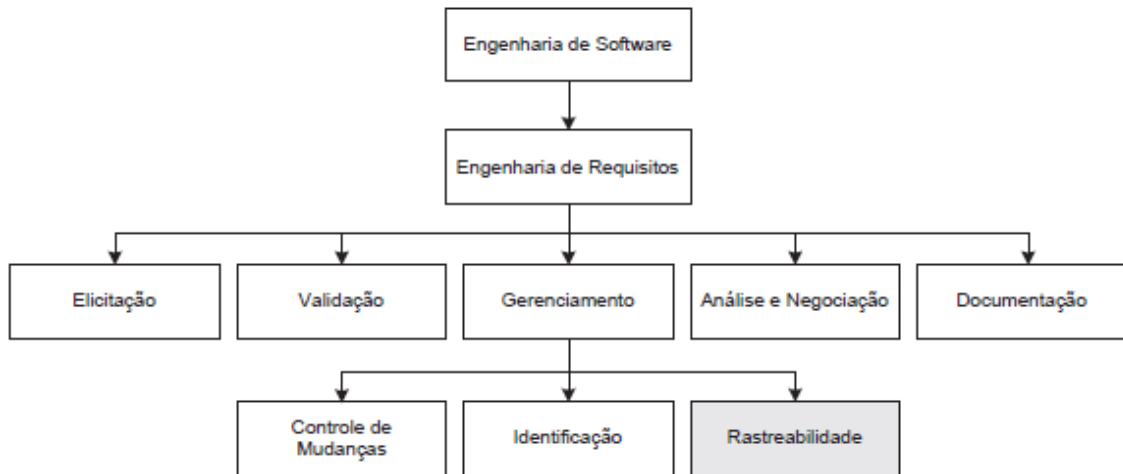 Engenharia de Software
Engenharia de Requisitos
Elicitação
Validação
Gerenciamento
Análise e Negociação
Documentação
Controle de
Mudanças
Identificação
Rastreabilidade